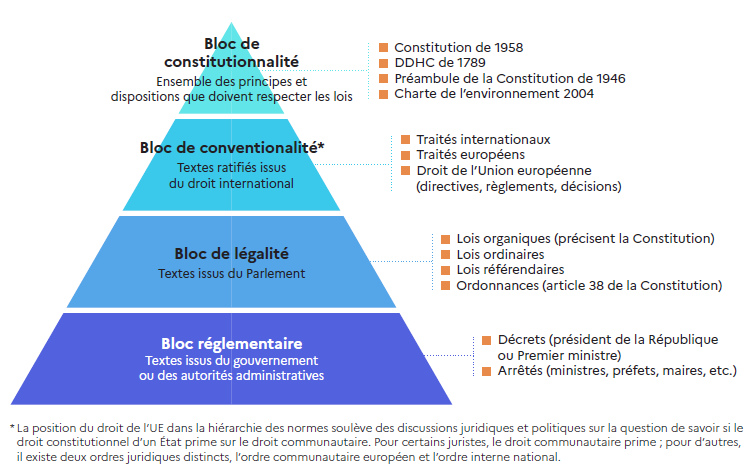 Bloc de
constitutionnalité
Ensemble des principes et
dispositions que doivent respecter les lois
■ Constitution de 1958
■ DDHC de 1789
■ Préambule de la Constitution de 1946
■ Charte de l'environnement 2004
Bloc de conventionalité*
Textes ratifiés issus
du droit international
■ Traités internationaux
■ Traités européens
■ Droit de l'Union européenne
(directives, règlements, décisions)
Bloc de légalité
Textes issus du Parlement
■ Lois organiques (précisent la Constitution)
■ Lois ordinaires
■ Lois référendaires
■ Ordonnances (article 38 de la Constitution)
Bloc réglementaire
Textes issus du gouvernement
ou des autorités administratives
■ Décrets (président de la République
ou Premier ministre)
■ Arrêtés (ministres, préfets, maires, etc.)
* La position du droit de l'UE dans la hiérarchie des normes soulève des discussions juridiques et politiques sur la question de savoir si le
droit constitutionnel d'un État prime sur le droit communautaire. Pour certains juristes, le droit communautaire prime ; pour d'autres,
il existe deux ordres juridiques distincts, l'ordre communautaire européen et l'ordre interne national.